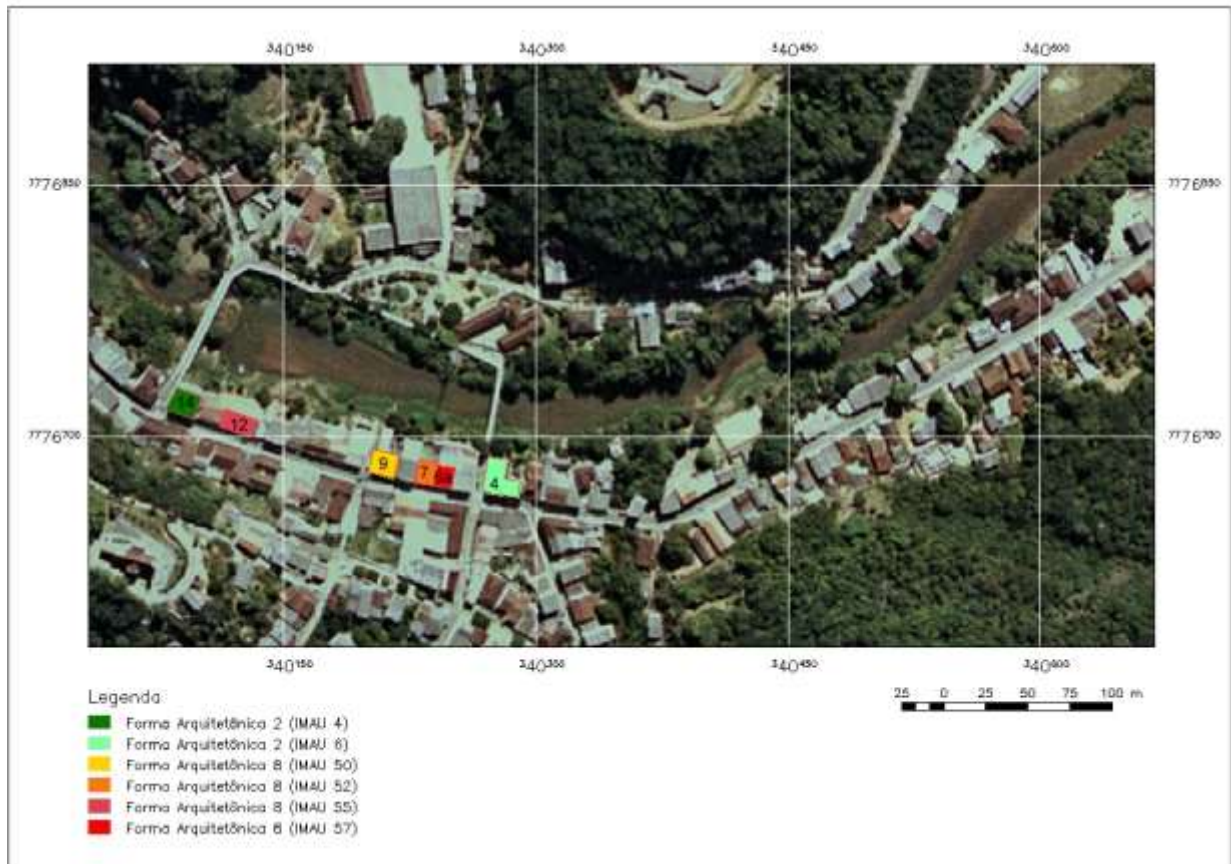 340150 340300 340450 340600
7776850 7776850
12
7776700 7776700
9 7
4
340150 340300 340450 340600
Legenda
25 0 25 50 75 100 m
Forma Arquitetônica 2 (IMAU 4)
Forma Arquitetônica 2 (IMAU 6)
Forma Arquitetônica 8 (IMAU 50)
Forma Arquitetônica 8 (IMAU 52)
Forma Arquitetônica 8 (IMAU 55)
Forma Arquitetônica 6 (IMAU 57)